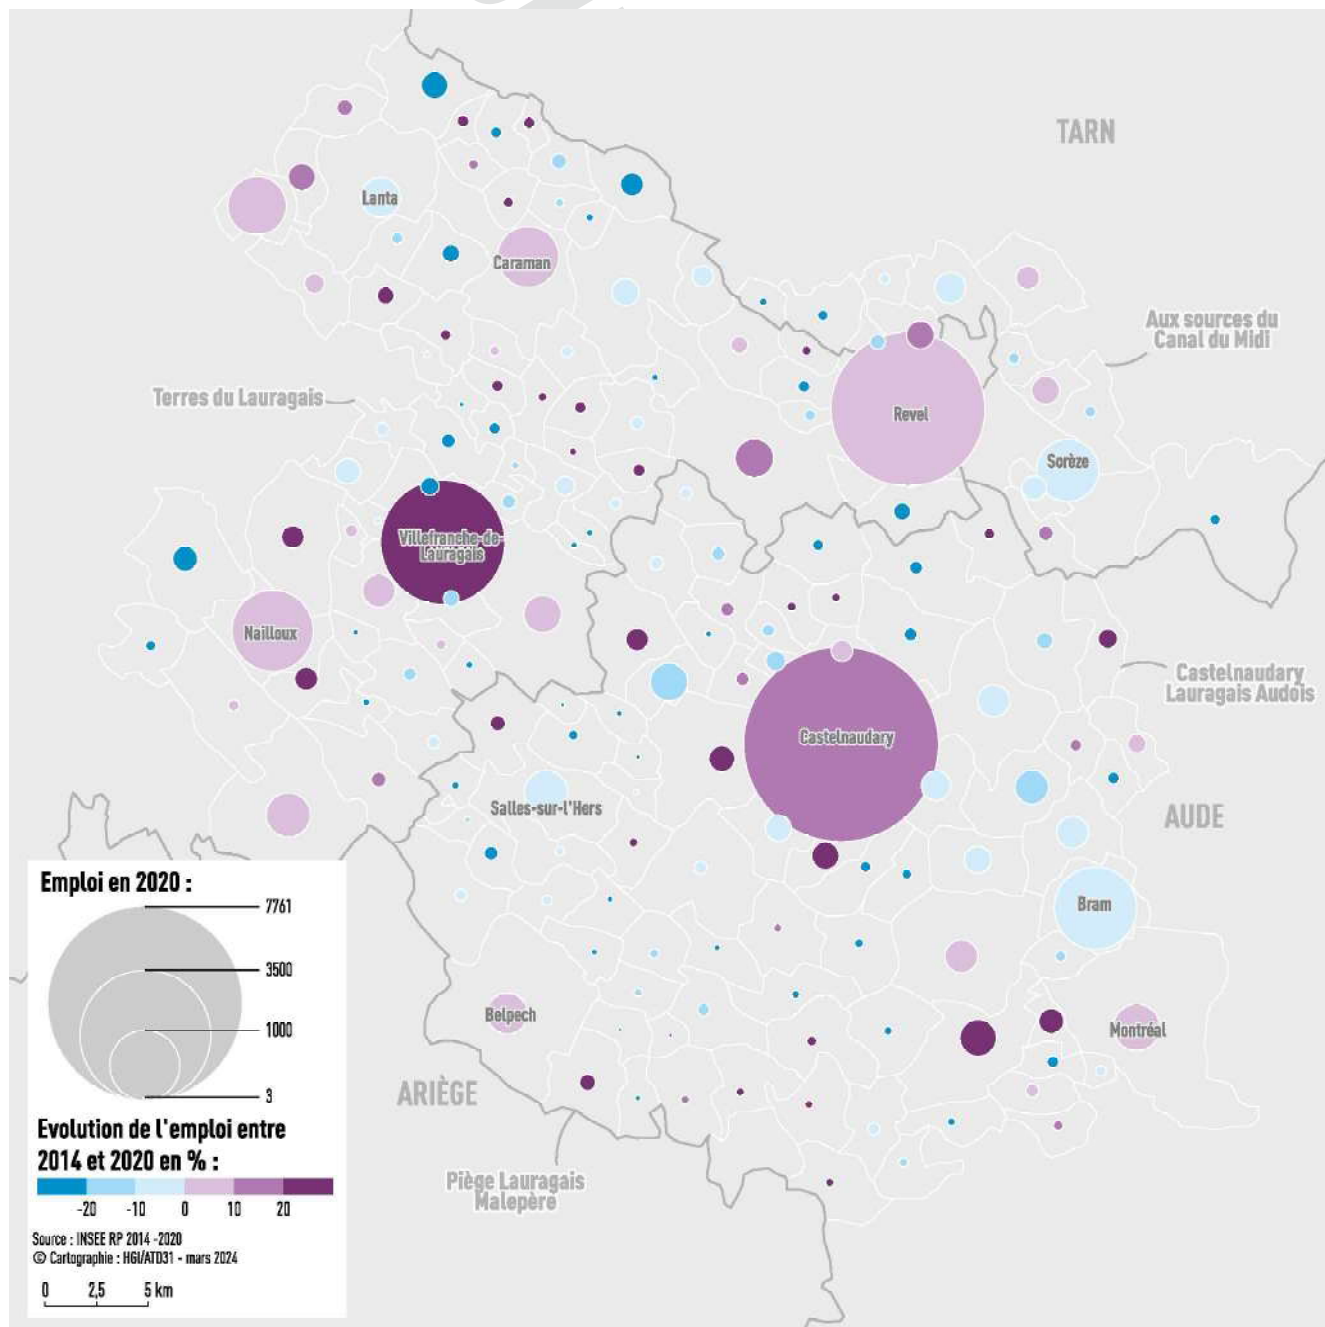 TARN
Lanta
Caraman
Aux sources du
Canal du Midi
Terres du Lauragais
Revel
Sorèze
Villefranche-de-
Lauragais
Nailloux
Castelnaudary
Lauragais Audois
Castelnaudary
Salles-sur-l'Hers
AUDE
Bram
Belpech
Montréal
ARIÈGE
Piège Lauragais
Malepère
Emploi en 2020 :
7761
3500
1000
3
Evolution de l'emploi entre
2014 et 2020 en % :
-20 -10 0 10 20
Source : INSEE RP 2014 -2020
© Cartographie : HGI/ATD31 - mars 2024
0 2,5 5 km